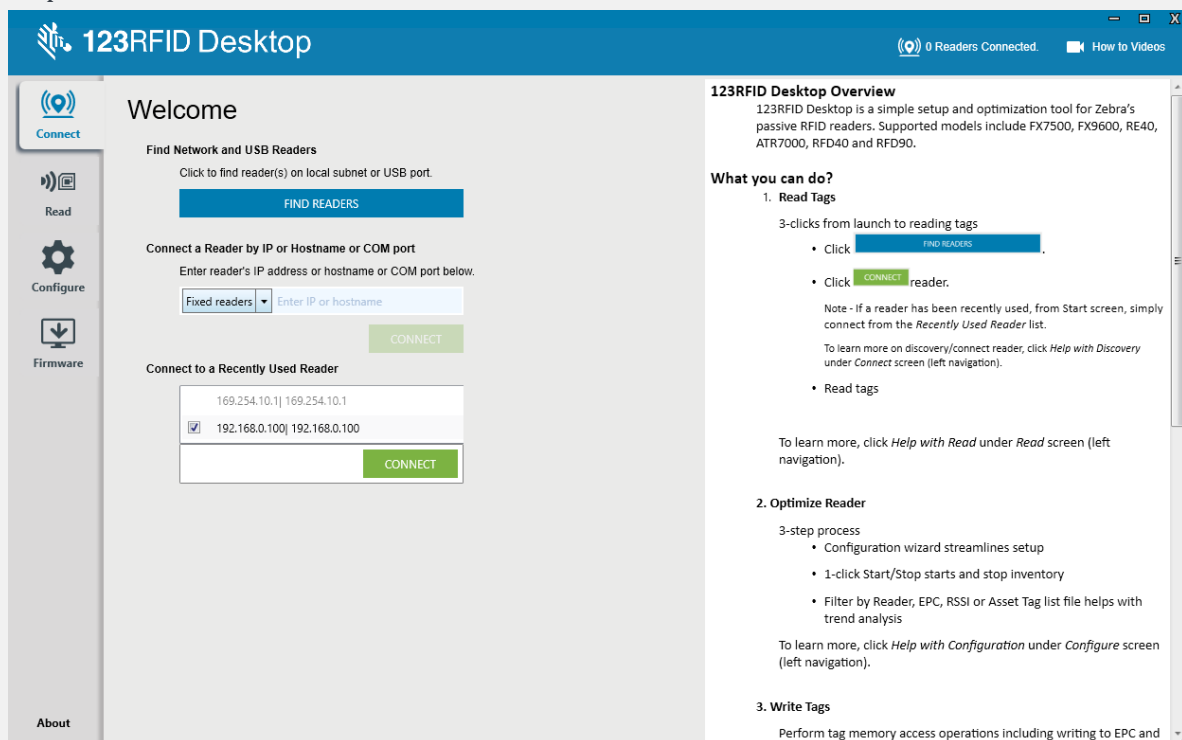 123RFID Desktop
0 Readers Connected.
How to Videos
Connect
Read
Configure
Firmware
About
Welcome
Find Network and USB Readers
Click to find reader(s) on local subnet or USB port.
FIND READERS
Connect a Reader by IP or Hostname or COM port
Enter reader's IP address or hostname or COM port below.
Fixed readers Enter IP or hostname
CONNECT
Connect to a Recently Used Reader
169.254.10.1| 169.254.10.1
192.168.0.100| 192.168.0.100
CONNECT
123RFID Desktop Overview
123RFID Desktop is a simple setup and optimization tool for Zebra's
passive RFID readers. Supported models include FX7500, FX9600, RE40,
ATR7000, RFD40 and RFD90.
What you can do?
1. Read Tags
3-clicks from launch to reading tags
• Click FIND READERS .
• Click CONNECT reader.
Note - If a reader has been recently used, from Start screen, simply
connect from the Recently Used Reader list.
To learn more on discovery/connect reader, click Help with Discovery
under Connect screen (left navigation).
• Read tags
To learn more, click Help with Read under Read screen (left
navigation).
2. Optimize Reader
3-step process
• Configuration wizard streamlines setup
• 1-click Start/Stop starts and stop inventory
• Filter by Reader, EPC, RSSI or Asset Tag list file helps with
trend analysis
To learn more, click Help with Configuration under Configure screen
(left navigation).
3. Write Tags
Perform tag memory access operations including writing to EPC and